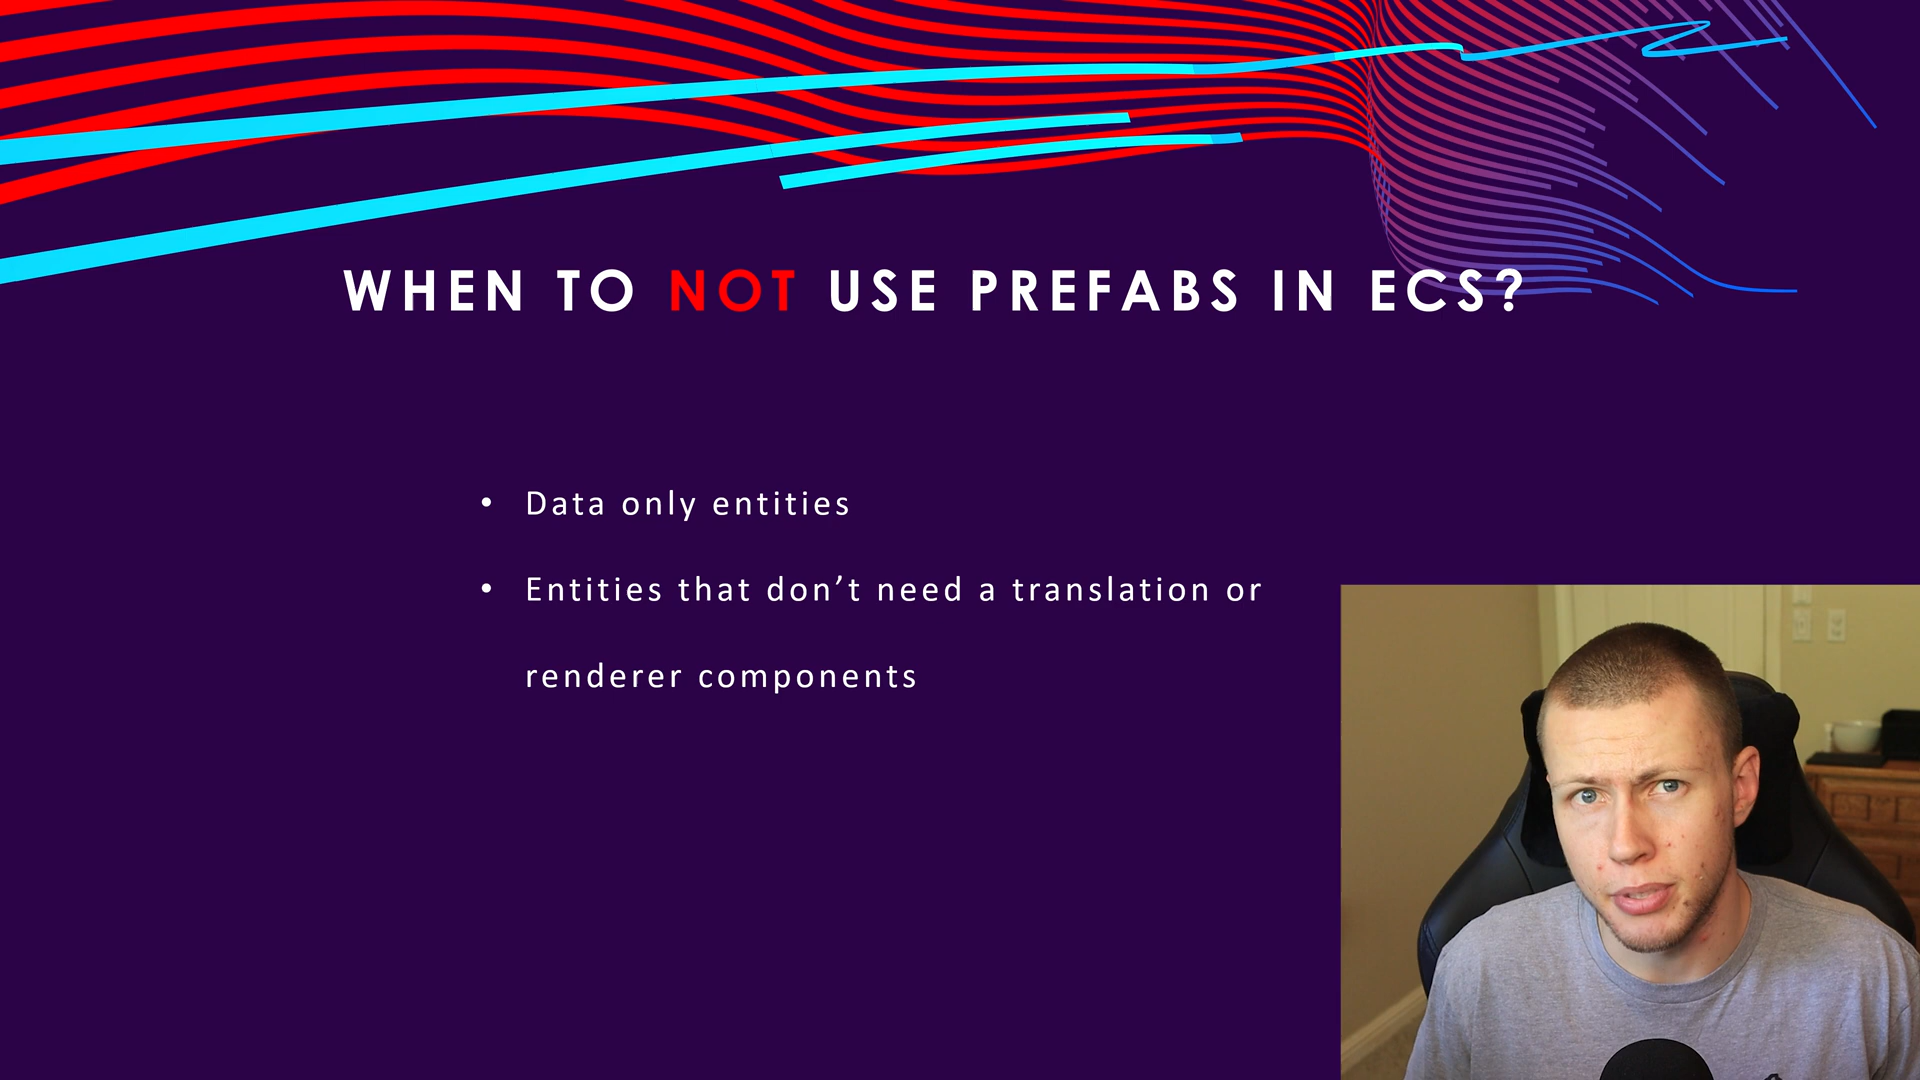 WHEN TO NOT USE PREFABS IN ECS?
• Data only entities
• Entities that don’t need a translation or
renderer components